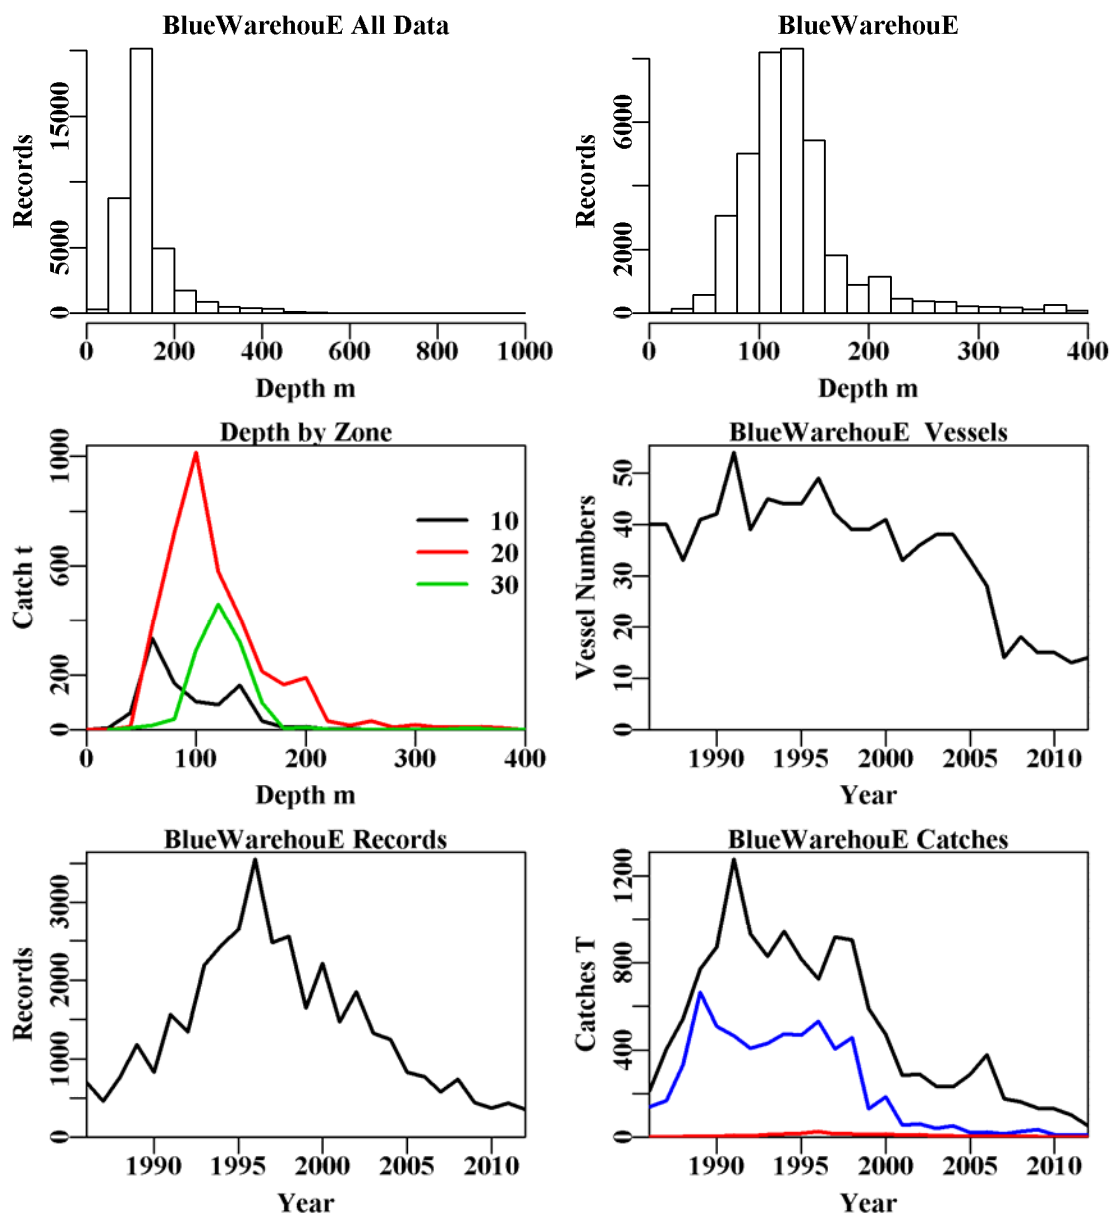 BlueWarehouE All Data
BlueWarehouE
Records
0 5000 15000
0 200 400 600 800 1000
Depth m
Records
2000 6000
0 100 200 300 400
Depth m
Depth by Zone
BlueWarehouE Vessels
Catch t
0 200 600 1000
10
20
30
0 100 200 300 400
Depth m
Vessel Numbers
0 10 20 30 40 50
1990 1995 2000 2005 2010
Year
BlueWarehouE Records
BlueWarehouE Catches
Records
0 1000 2000 3000
1990 1995 2000 2005 2010
Year
Catches T
0 400 800 1200
1990 1995 2000 2005 2010
Year